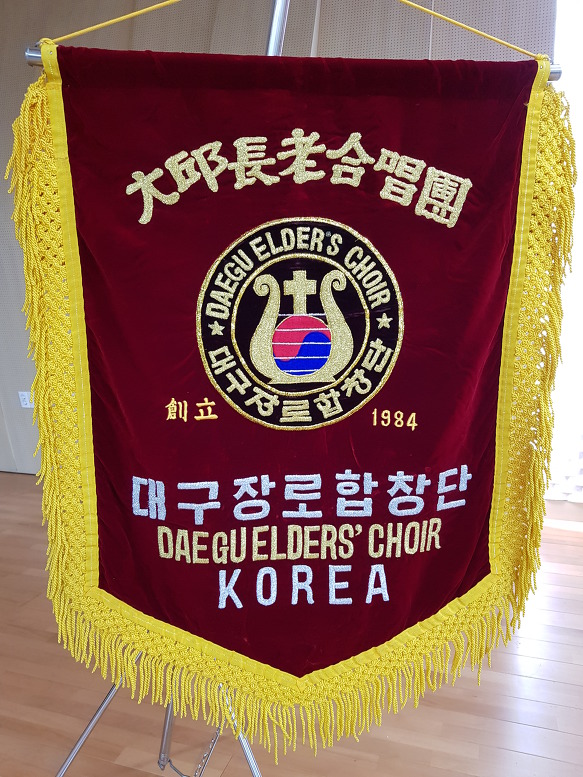 大邱長老合唱團
DAEGU ELDER'S CHOIR
대구장로합창단
創立 1984
대구장로합창단
DAEGU ELDERS' CHOIR
KOREA